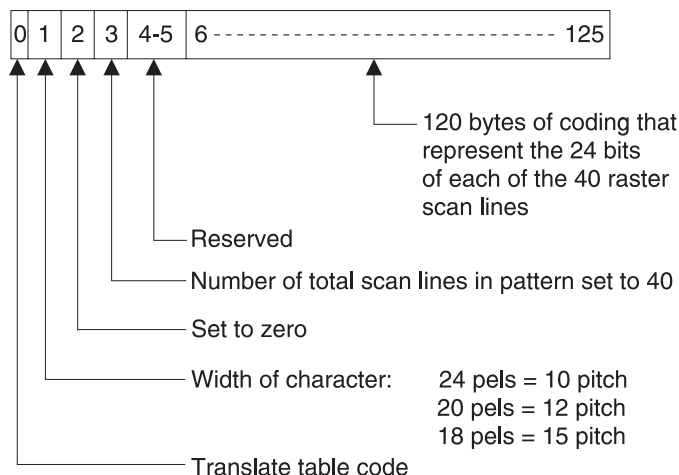 0 1 2 3 4-5 6 - - - - - - - - - - - - - - - - - - - - - - - - - - - - - - 125
120 bytes of coding that
represent the 24 bits
of each of the 40 raster
scan lines
Reserved
Number of total scan lines in pattern set to 40
Set to zero
Width of character: 24 pels = 10 pitch
20 pels = 12 pitch
18 pels = 15 pitch
Translate table code